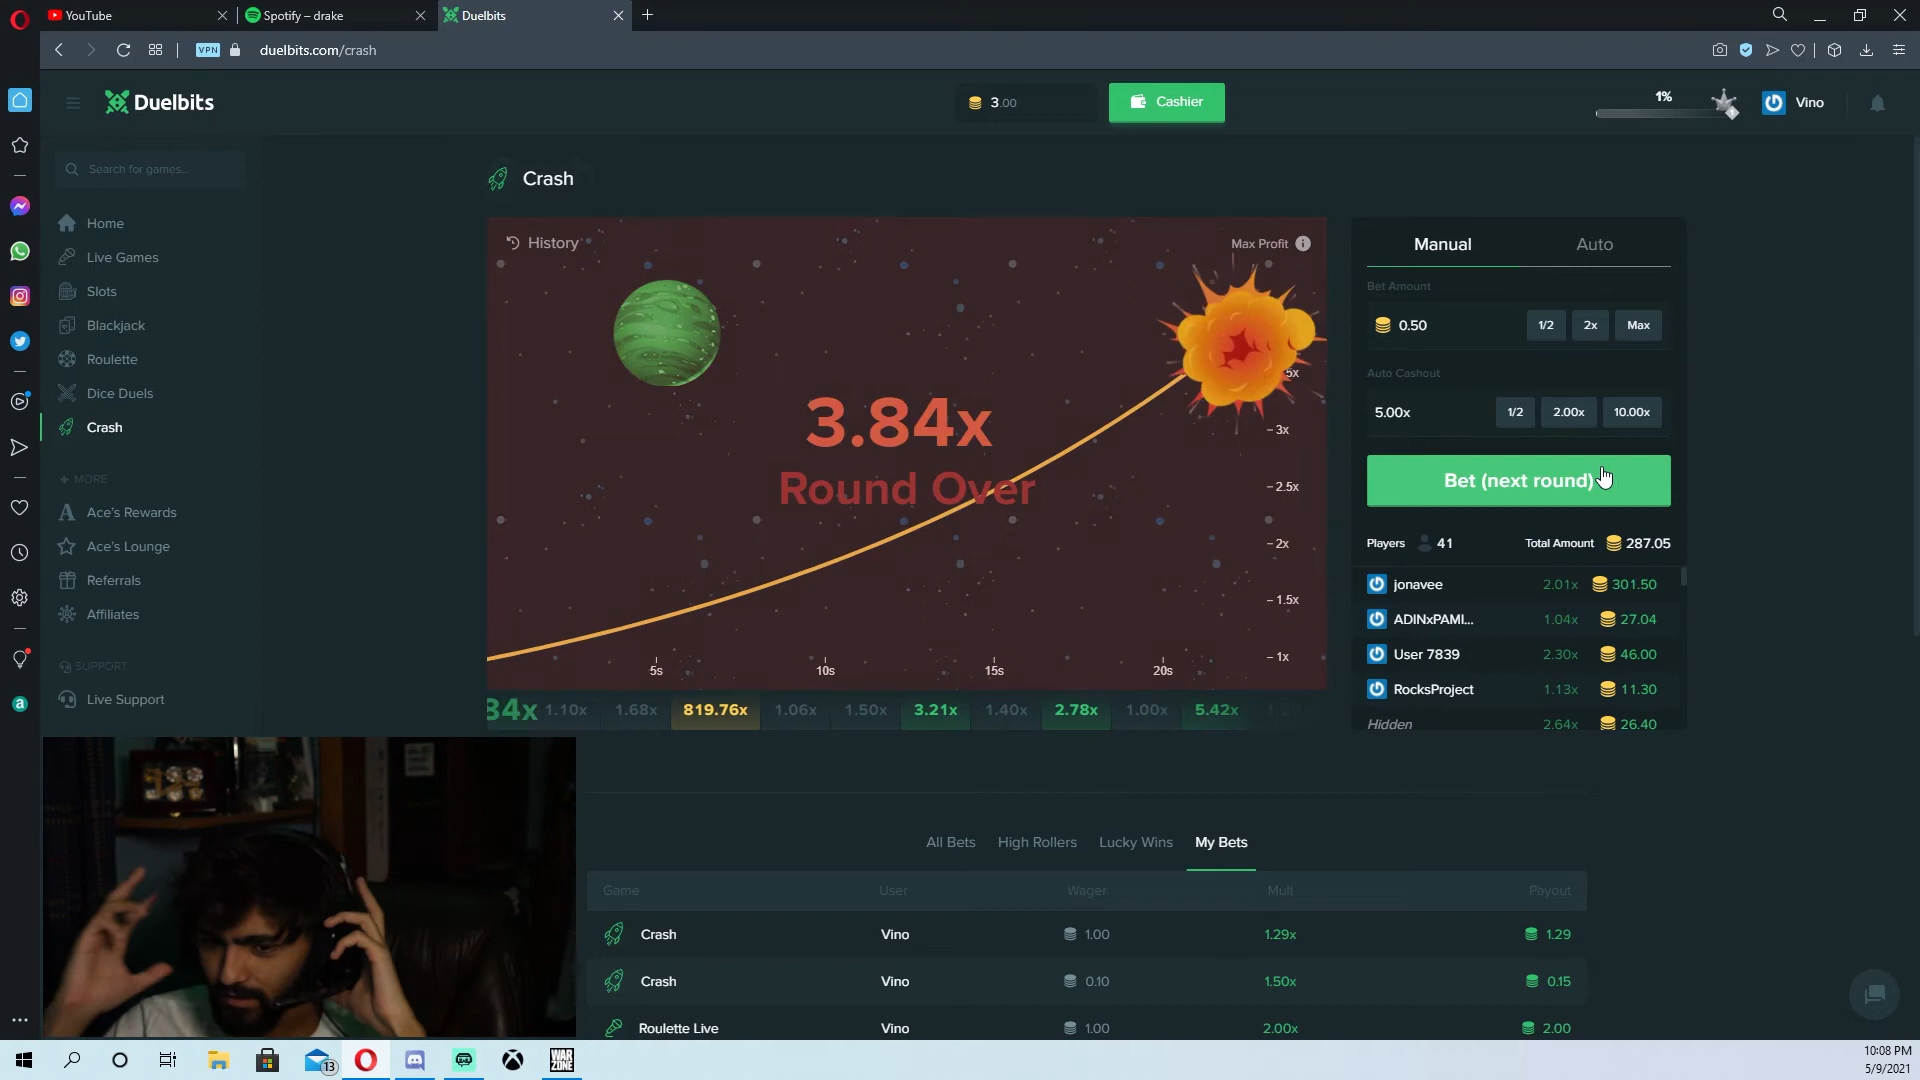 YouTube
Spotify – drake
Duelbits
VPN
duelbits.com/crash
Duelbits
3.00
Cashier
1%
Vino
Search for games...
Home
Live Games
Slots
Blackjack
Roulette
Dice Duels
Crash
+ MORE
Ace's Rewards
Ace's Lounge
Referrals
Affiliates
SUPPORT
Live Support
Crash
History
Max Profit
3.84x
Round Over
5x
3x
2.5x
2x
1.5x
1x
5s
10s
15s
20s
84x 1.10x 1.68x 819.76x 1.06x 1.50x 3.21x 1.40x 2.78x 1.00x 5.42x
Manual
Auto
Bet Amount
0.50
1/2
2x
Max
Auto Cashout
5.00x
1/2
2.00x
10.00x
Bet (next round)
Players 41
Total Amount 287.05
jonavee 2.01x 301.50
ADINxPAMI... 1.04x 27.04
User 7839 2.30x 46.00
RocksProject 1.13x 11.30
Hidden 2.64x 26.40
All Bets
High Rollers
Lucky Wins
My Bets
Game User Wager Mult Payout
Crash Vino 1.00 1.29x 1.29
Crash Vino 0.10 1.50x 0.15
Roulette Live Vino 1.00 2.00x 2.00
13
WAR
ZONE
10:08 PM
5/9/2021